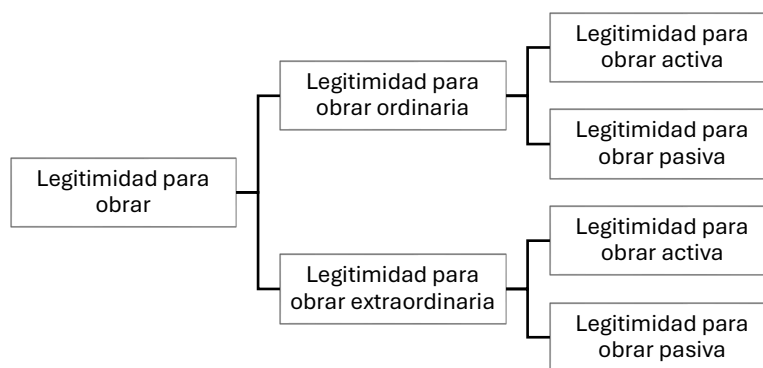 Legitimidad para
obrar
Legitimidad para
obrar ordinaria
Legitimidad para
obrar activa
Legitimidad para
obrar pasiva
Legitimidad para
obrar extraordinaria
Legitimidad para
obrar activa
Legitimidad para
obrar pasiva